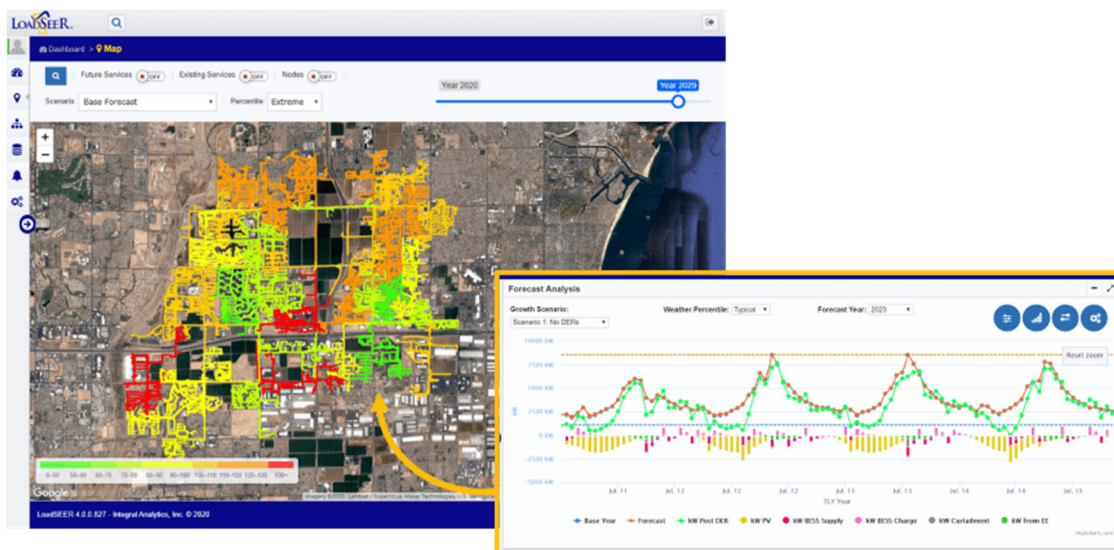 LOADSEER
Dashboard > Map
Future Services OFF Existing Services OFF Nodes OFF
Year 2020 Year 2029
Scenario: Base Forecast Percentile: Extreme
+
−
0-50 50-60 60-70 70-80 80-90 90-100 100-110 110-120 120-130 130+
Google
LoadSEER 4.0.0.827 - Integral Analytics, Inc. © 2020
Forecast Analysis
Growth Scenario: Weather Percentile: Typical Forecast Year: 2023
Scenario 1: No DERs
Reset zoom
10000 kW
7500 kW
5000 kW
2500 kW
0 kW
-2500 kW
-5000 kW
kW
Jul. 11 Jul. 12 Jul. 12 Jul. 13 Jul. 13 Jul. 14 Jul. 14 Jul. 15
TLY Year
Base Year Forecast kW Post DER kW PV kW BESS Supply kW BESS Charge kW Curtailment kW from EE
Highcharts.com